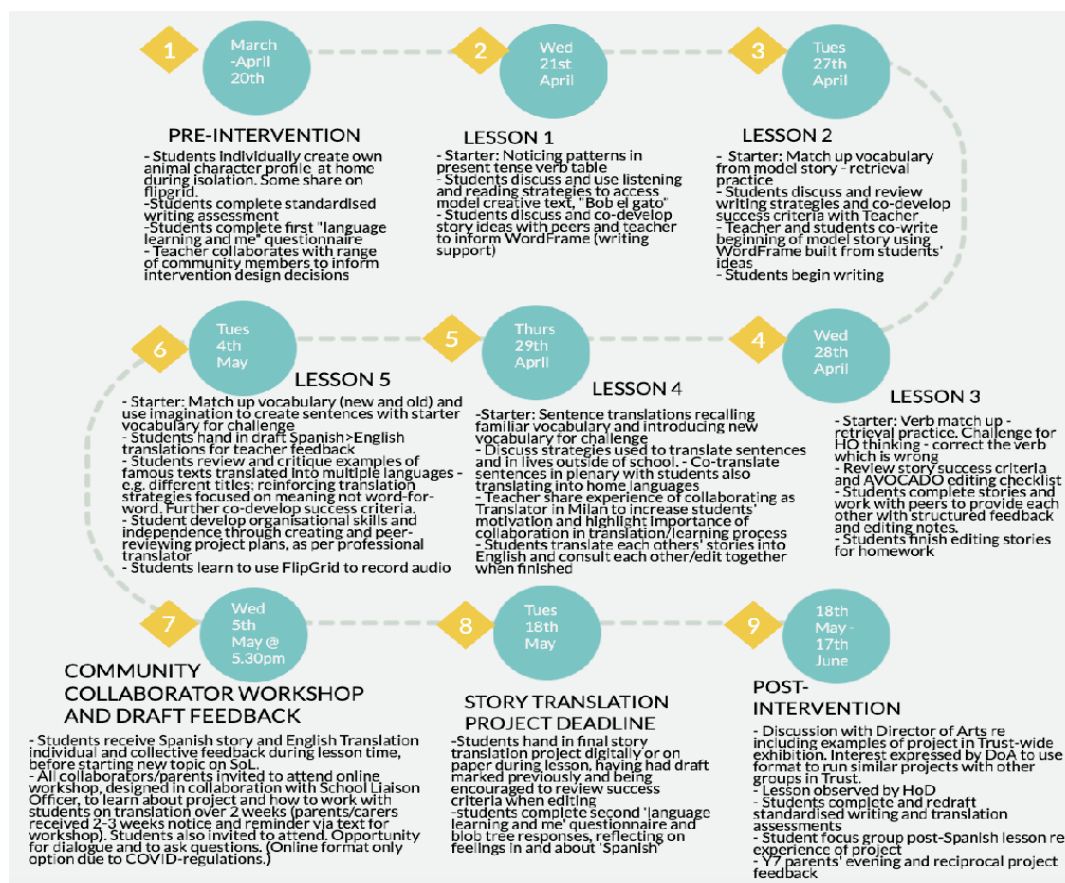 1
March
-April
20th
PRE-INTERVENTION
- Students individually create own
animal character profile at home
during isolation. Some share on
flipgrid.
-Students complete standardised
writing assessment
-Students complete first "language
learning and me" questionnaire
- Teacher collaborates with range
of community members to inform
intervention design decisions
2
Wed
21st
April
LESSON 1
- Starter: Noticing patterns in
present tense verb table
- Students discuss and use listening
and reading strategies to access
model creative text, "Bob el gato"
- Students discuss and co-develop
story ideas with peers and teacher
to inform WordFrame (writing
support)
3
Tues
27th
April
LESSON 2
- Starter: Match up vocabulary
from model story - retrieval
practice
- Students discuss and review
writing strategies and co-develop
success criteria with Teacher
- Teacher and students co-write
beginning of model story using
WordFrame built from students'
ideas
- Students begin writing
4
Wed
28th
April
LESSON 3
- Starter: Verb match up -
retrieval practice. Challenge for
HO thinking - correct the verb
which is wrong
- Review story success criteria
and AVOCADO editing checklist
- Students complete stories and
work with peers to provide each
other with structured feedback
and editing notes.
- Students finish editing stories
for homework
5
Thurs
29th
April
LESSON 4
-Starter: Sentence translations recalling
familiar vocabulary and introducing new
vocabulary for challenge
- Discuss strategies used to translate sentences
and in lives outside of school. - Co-translate
sentences in plenary with students also
translating into home languages
- Teacher share experience of collaborating as
Translator in Milan to increase students'
motivation and highlight importance of
collaboration in translation/learning process
- Students translate each others' stories into
English and consult each other/edit together
when finished
6
Tues
4th
May
LESSON 5
- Starter: Match up vocabulary (new and old) and
use imagination to create sentences with starter
vocabulary for challenge
- Students hand in draft Spanish>English
translations for teacher feedback
- Students review and critique examples of
famous texts translated into multiple languages -
e.g. different titles; reinforcing translation
strategies focused on meaning not word-for-
word. Further co-develop success criteria.
- Student develop organisational skills and
independence through creating and peer-
reviewing project plans, as per professional
translator
- Students learn to use FlipGrid to record audio
7
Wed
5th
May @
5.30pm
COMMUNITY
COLLABORATOR WORKSHOP
AND DRAFT FEEDBACK
- Students receive Spanish story and English Translation
individual and collective feedback during lesson time,
before starting new topic on SoL.
- All collaborators/parents invited to attend online
workshop, designed in collaboration with School Liaison
Officer, to learn about project and how to work with
students on translation over 2 weeks (parents/carers
received 2-3 weeks notice and reminder via text for
workshop). Students also invited to attend. Opportunity
for dialogue and to ask questions. (Online format only
option due to COVID-regulations.)
8
Tues
18th
May
STORY TRANSLATION
PROJECT DEADLINE
-Students hand in final story
translation project digitally or on
paper during lesson, having had draft
marked previously and being
encouraged to review success
criteria when editing
-students complete second 'language
learning and me' questionnaire and
blob tree responses, reflecting on
feelings in and about 'Spanish'
9
18th
May -
17th
June
POST-
INTERVENTION
- Discussion with Director of Arts re
including examples of project in Trust-wide
exhibition. Interest expressed by DoA to use
format to run similar projects with other
groups in Trust.
- Lesson observed by HoD
- Students complete and redraft
standardised writing and translation
assessments
- Student focus group post-Spanish lesson re
experience of project
- Y7 parents' evening and reciprocal project
feedback